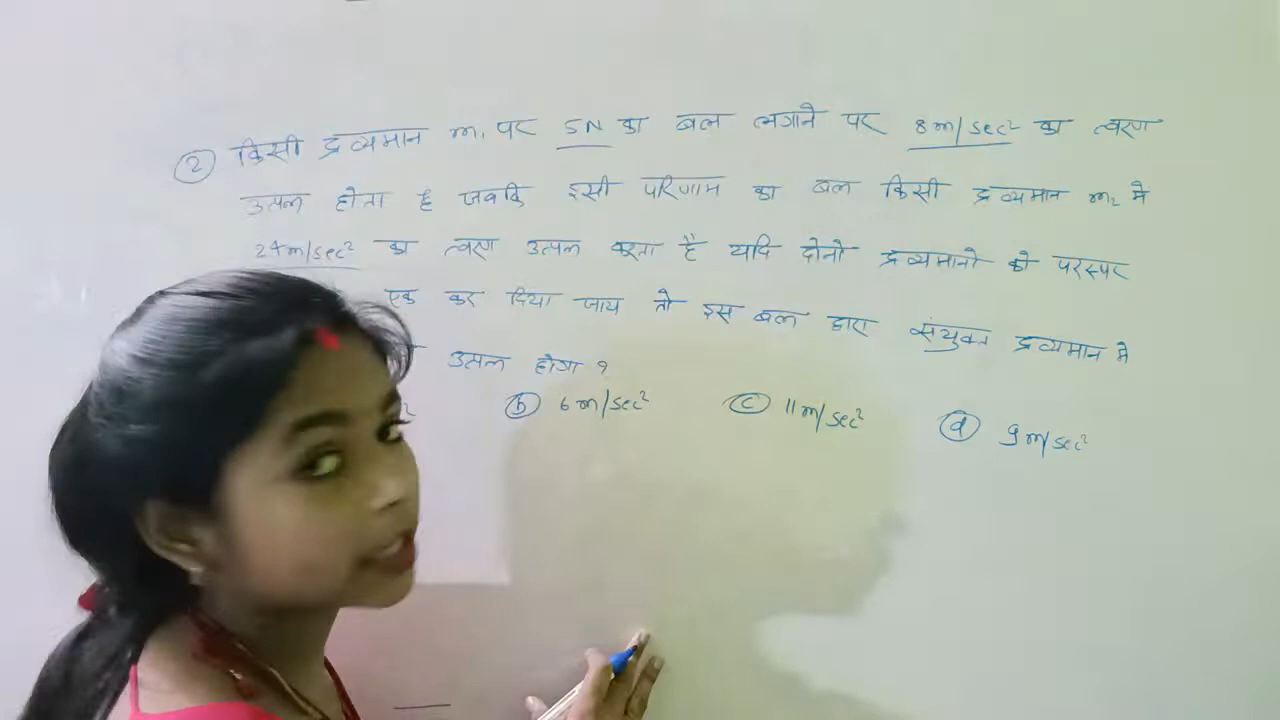 ② किसी द्रव्यमान m₁ पर 5N का बल लगाने पर 8 m/sec² का त्वरण
उत्पन्न होता है जबकि इसी परिणाम का बल किसी द्रव्यमान m₂ मे
24 m/sec² का त्वरण उत्पन्न करता है यदि दोनो द्रव्यमानो को परस्पर
एक कर दिया जाय तो इस बल द्वारा संयुक्त द्रव्यमान मे
उत्पन्न होगा ?
ⓑ 6 m/sec² ⓒ 11 m/sec² ⓓ 9 m/sec²